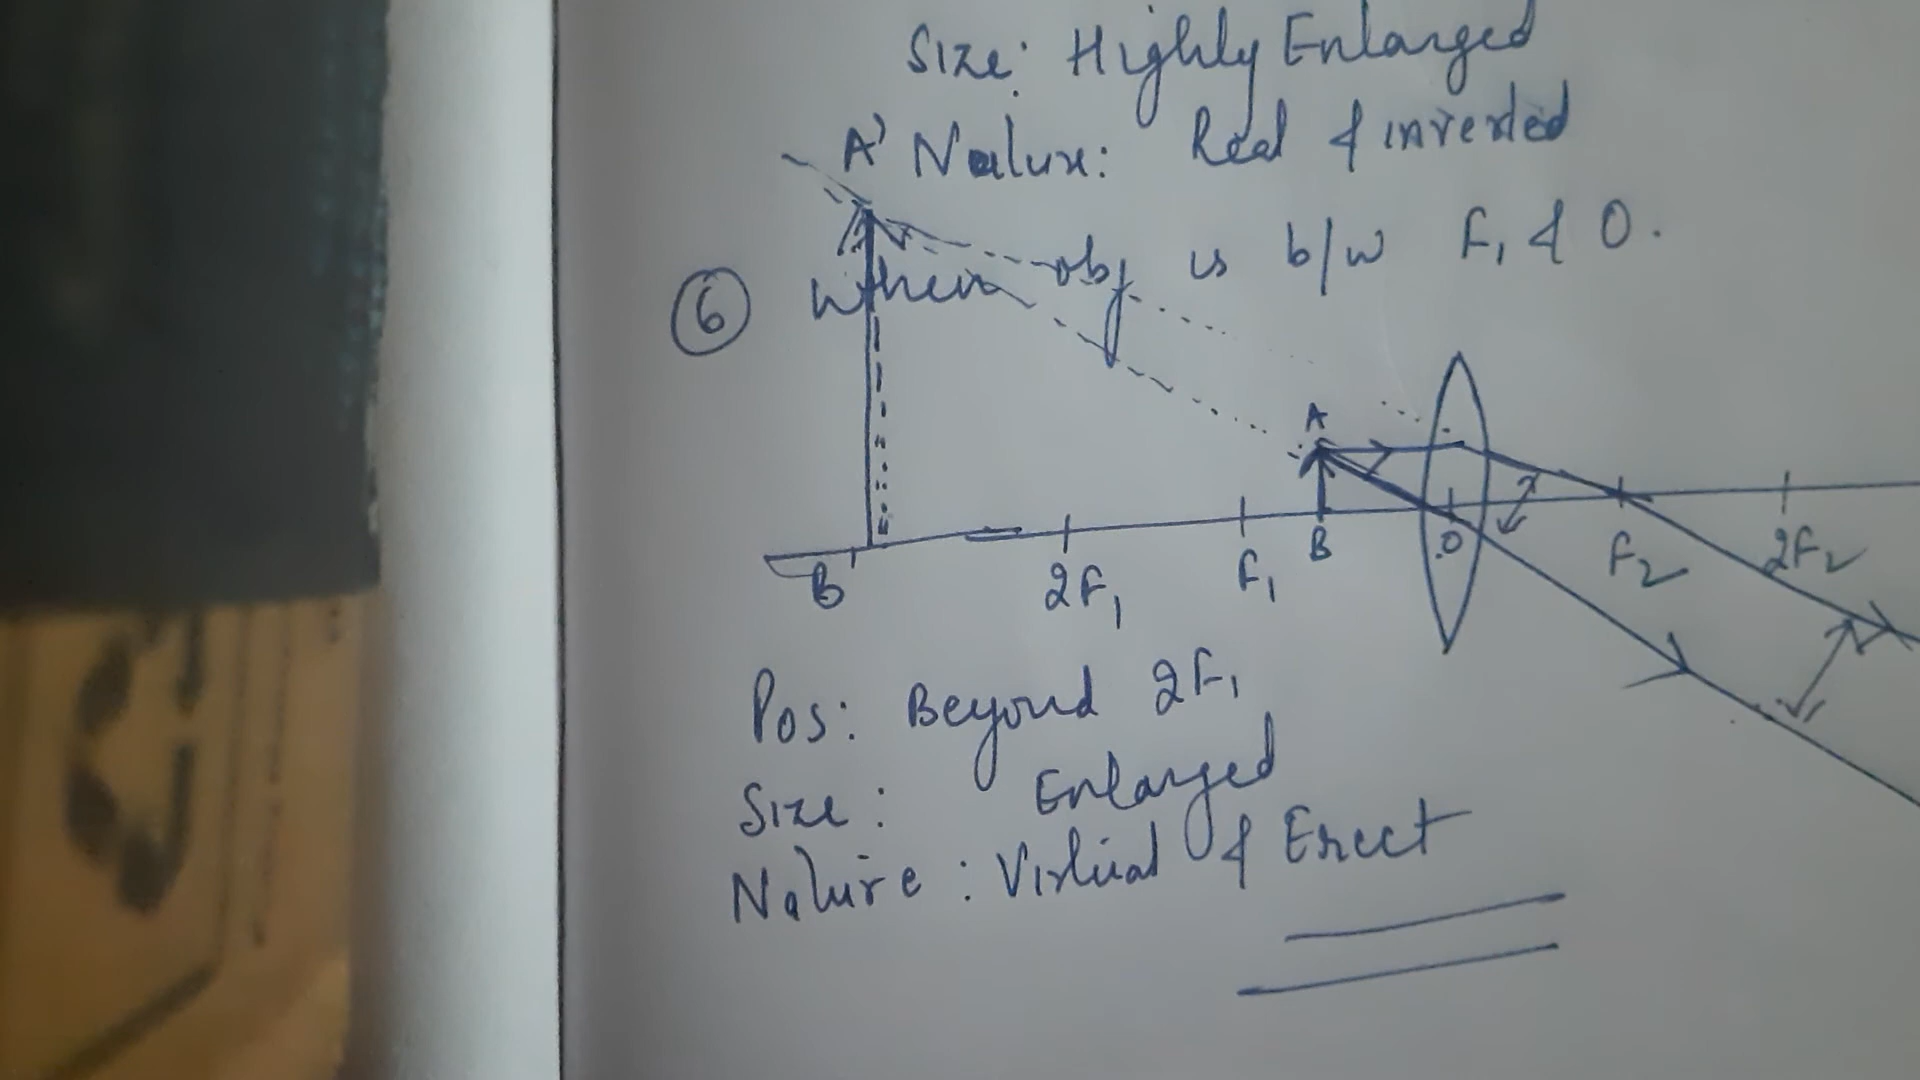 Size: Highly Enlarged
A' Nature: Real & inverted
⑥ When obj is b/w F₁ & O.
A
B 2F₁ F₁ B O F₂ 2F₂
Pos: Beyond 2F₁
Size: Enlarged
Nature: Virtual & Erect